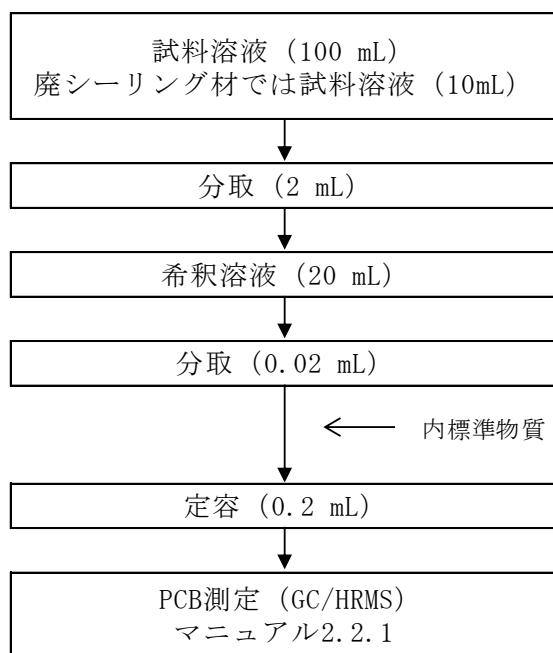 試料溶液 (100 mL)
廃シーリング材では試料溶液 (10mL)
分取 (2 mL)
希釈溶液 (20 mL)
分取 (0.02 mL)
内標準物質
定容 (0.2 mL)
PCB測定 (GC/HRMS)
マニュアル2.2.1